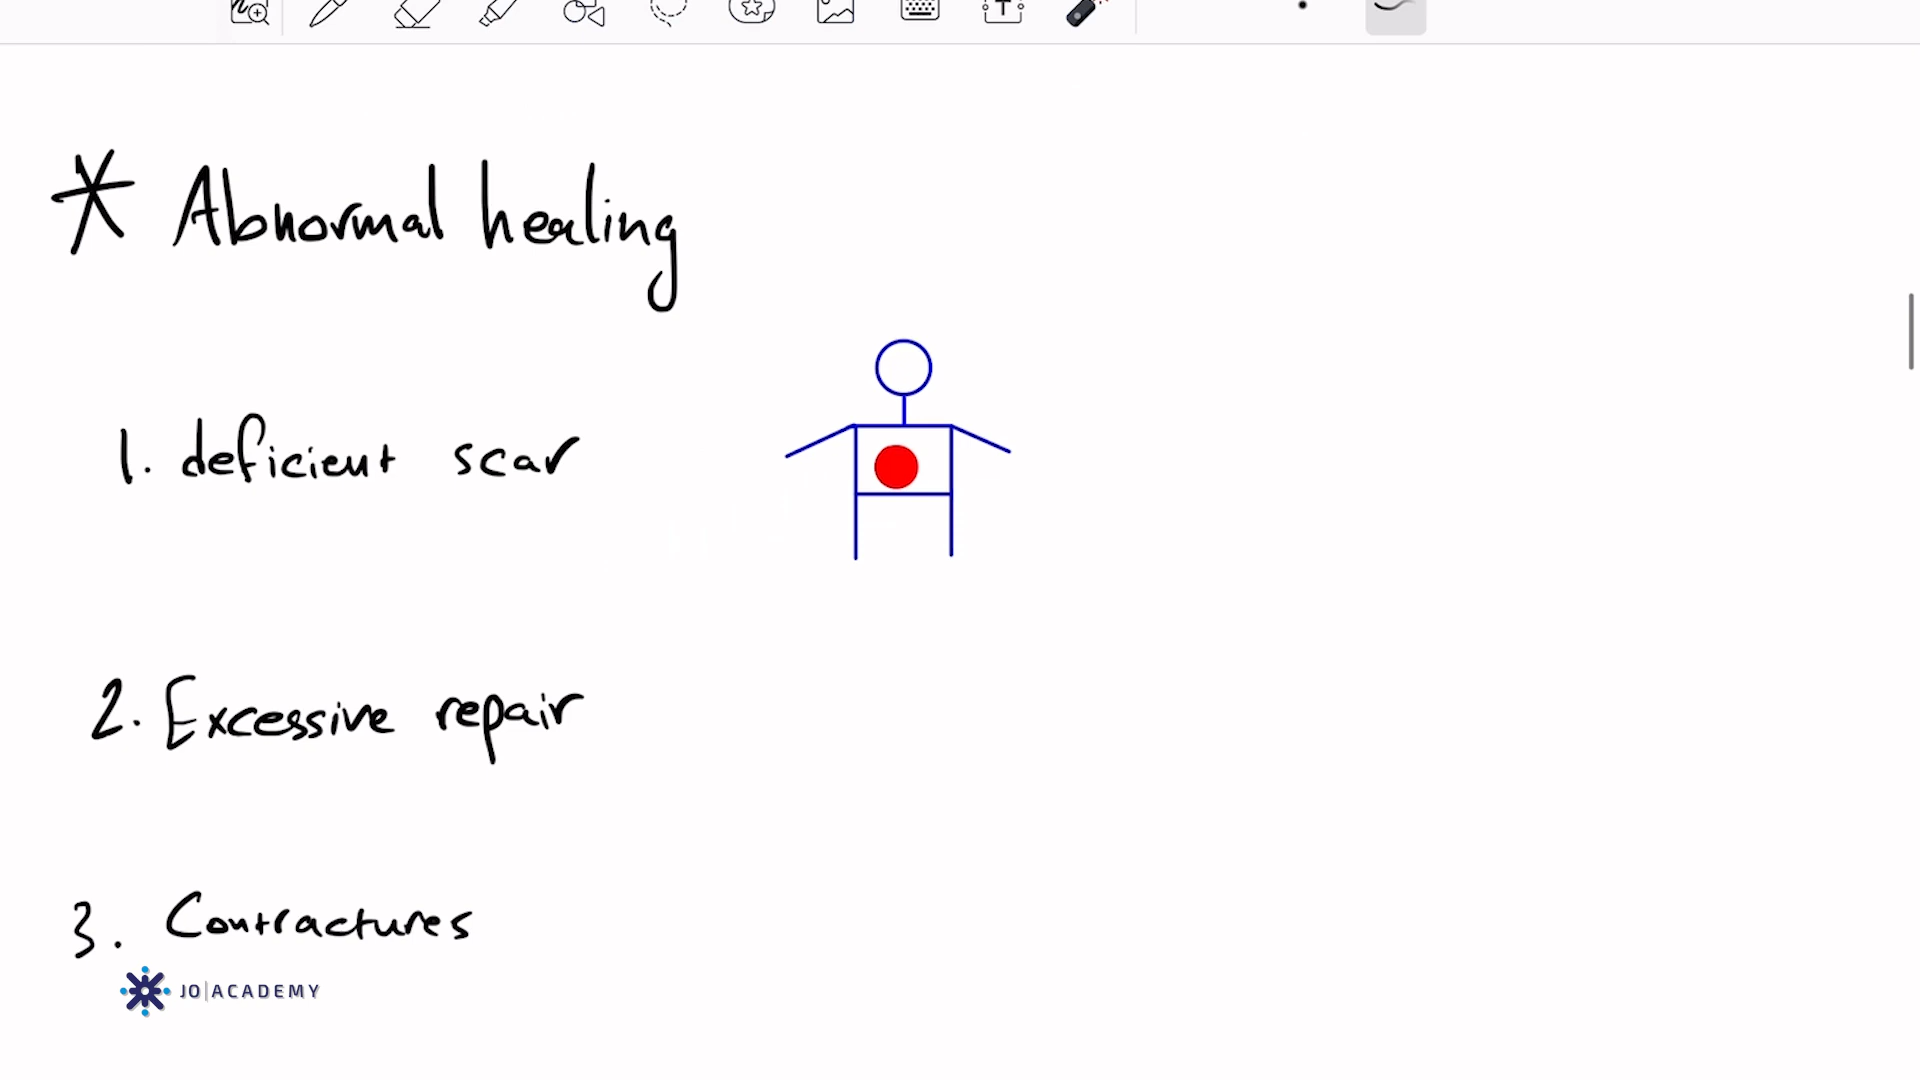 * Abnormal healing
1. deficient scar
2. Excessive repair
3. Contractures
JO|ACADEMY